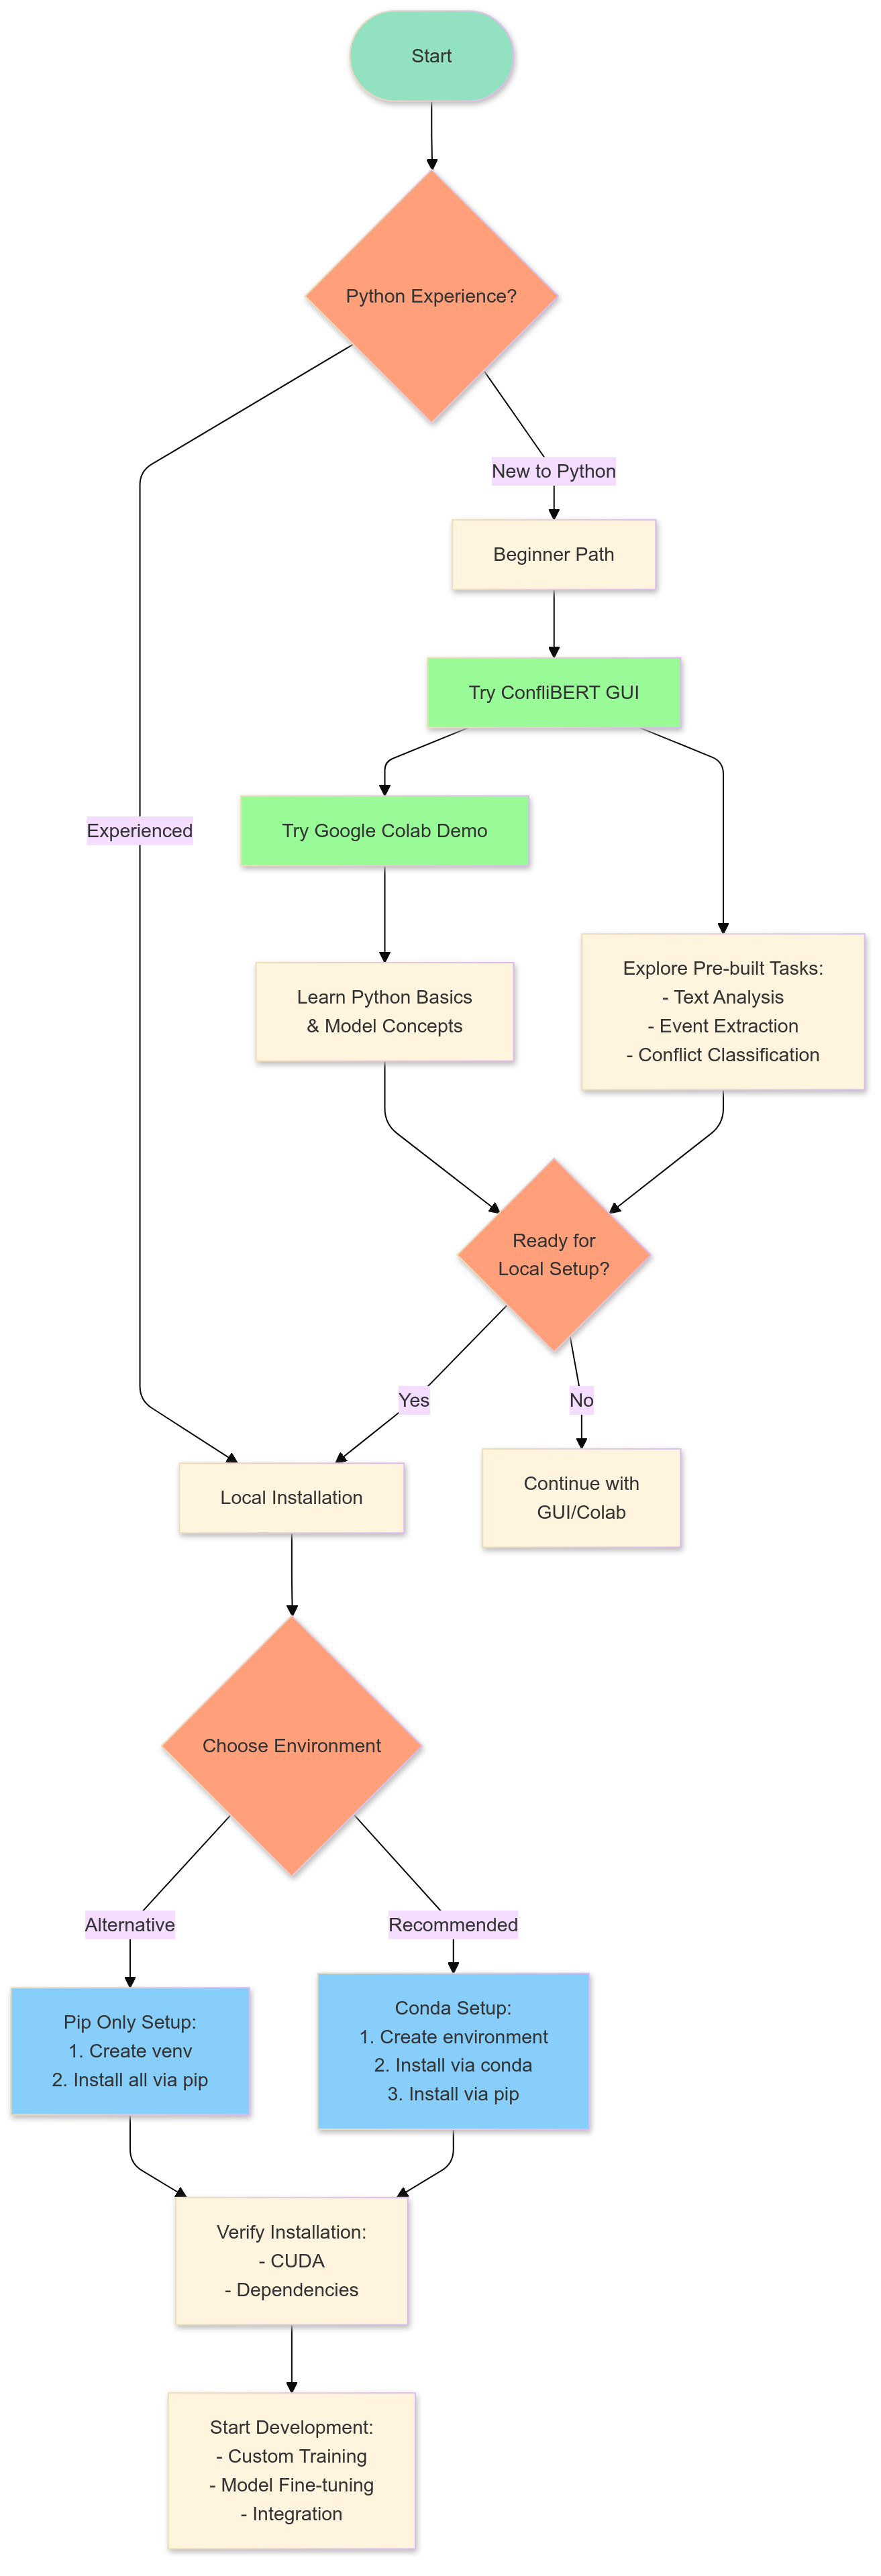 Start
Python Experience?
New to Python
Beginner Path
Try ConfliBERT GUI
Experienced
Try Google Colab Demo
Learn Python Basics
& Model Concepts
Explore Pre-built Tasks:
- Text Analysis
- Event Extraction
- Conflict Classification
Ready for
Local Setup?
Yes
No
Local Installation
Continue with
GUI/Colab
Choose Environment
Alternative
Recommended
Pip Only Setup:
1. Create venv
2. Install all via pip
Conda Setup:
1. Create environment
2. Install via conda
3. Install via pip
Verify Installation:
- CUDA
- Dependencies
Start Development:
- Custom Training
- Model Fine-tuning
- Integration